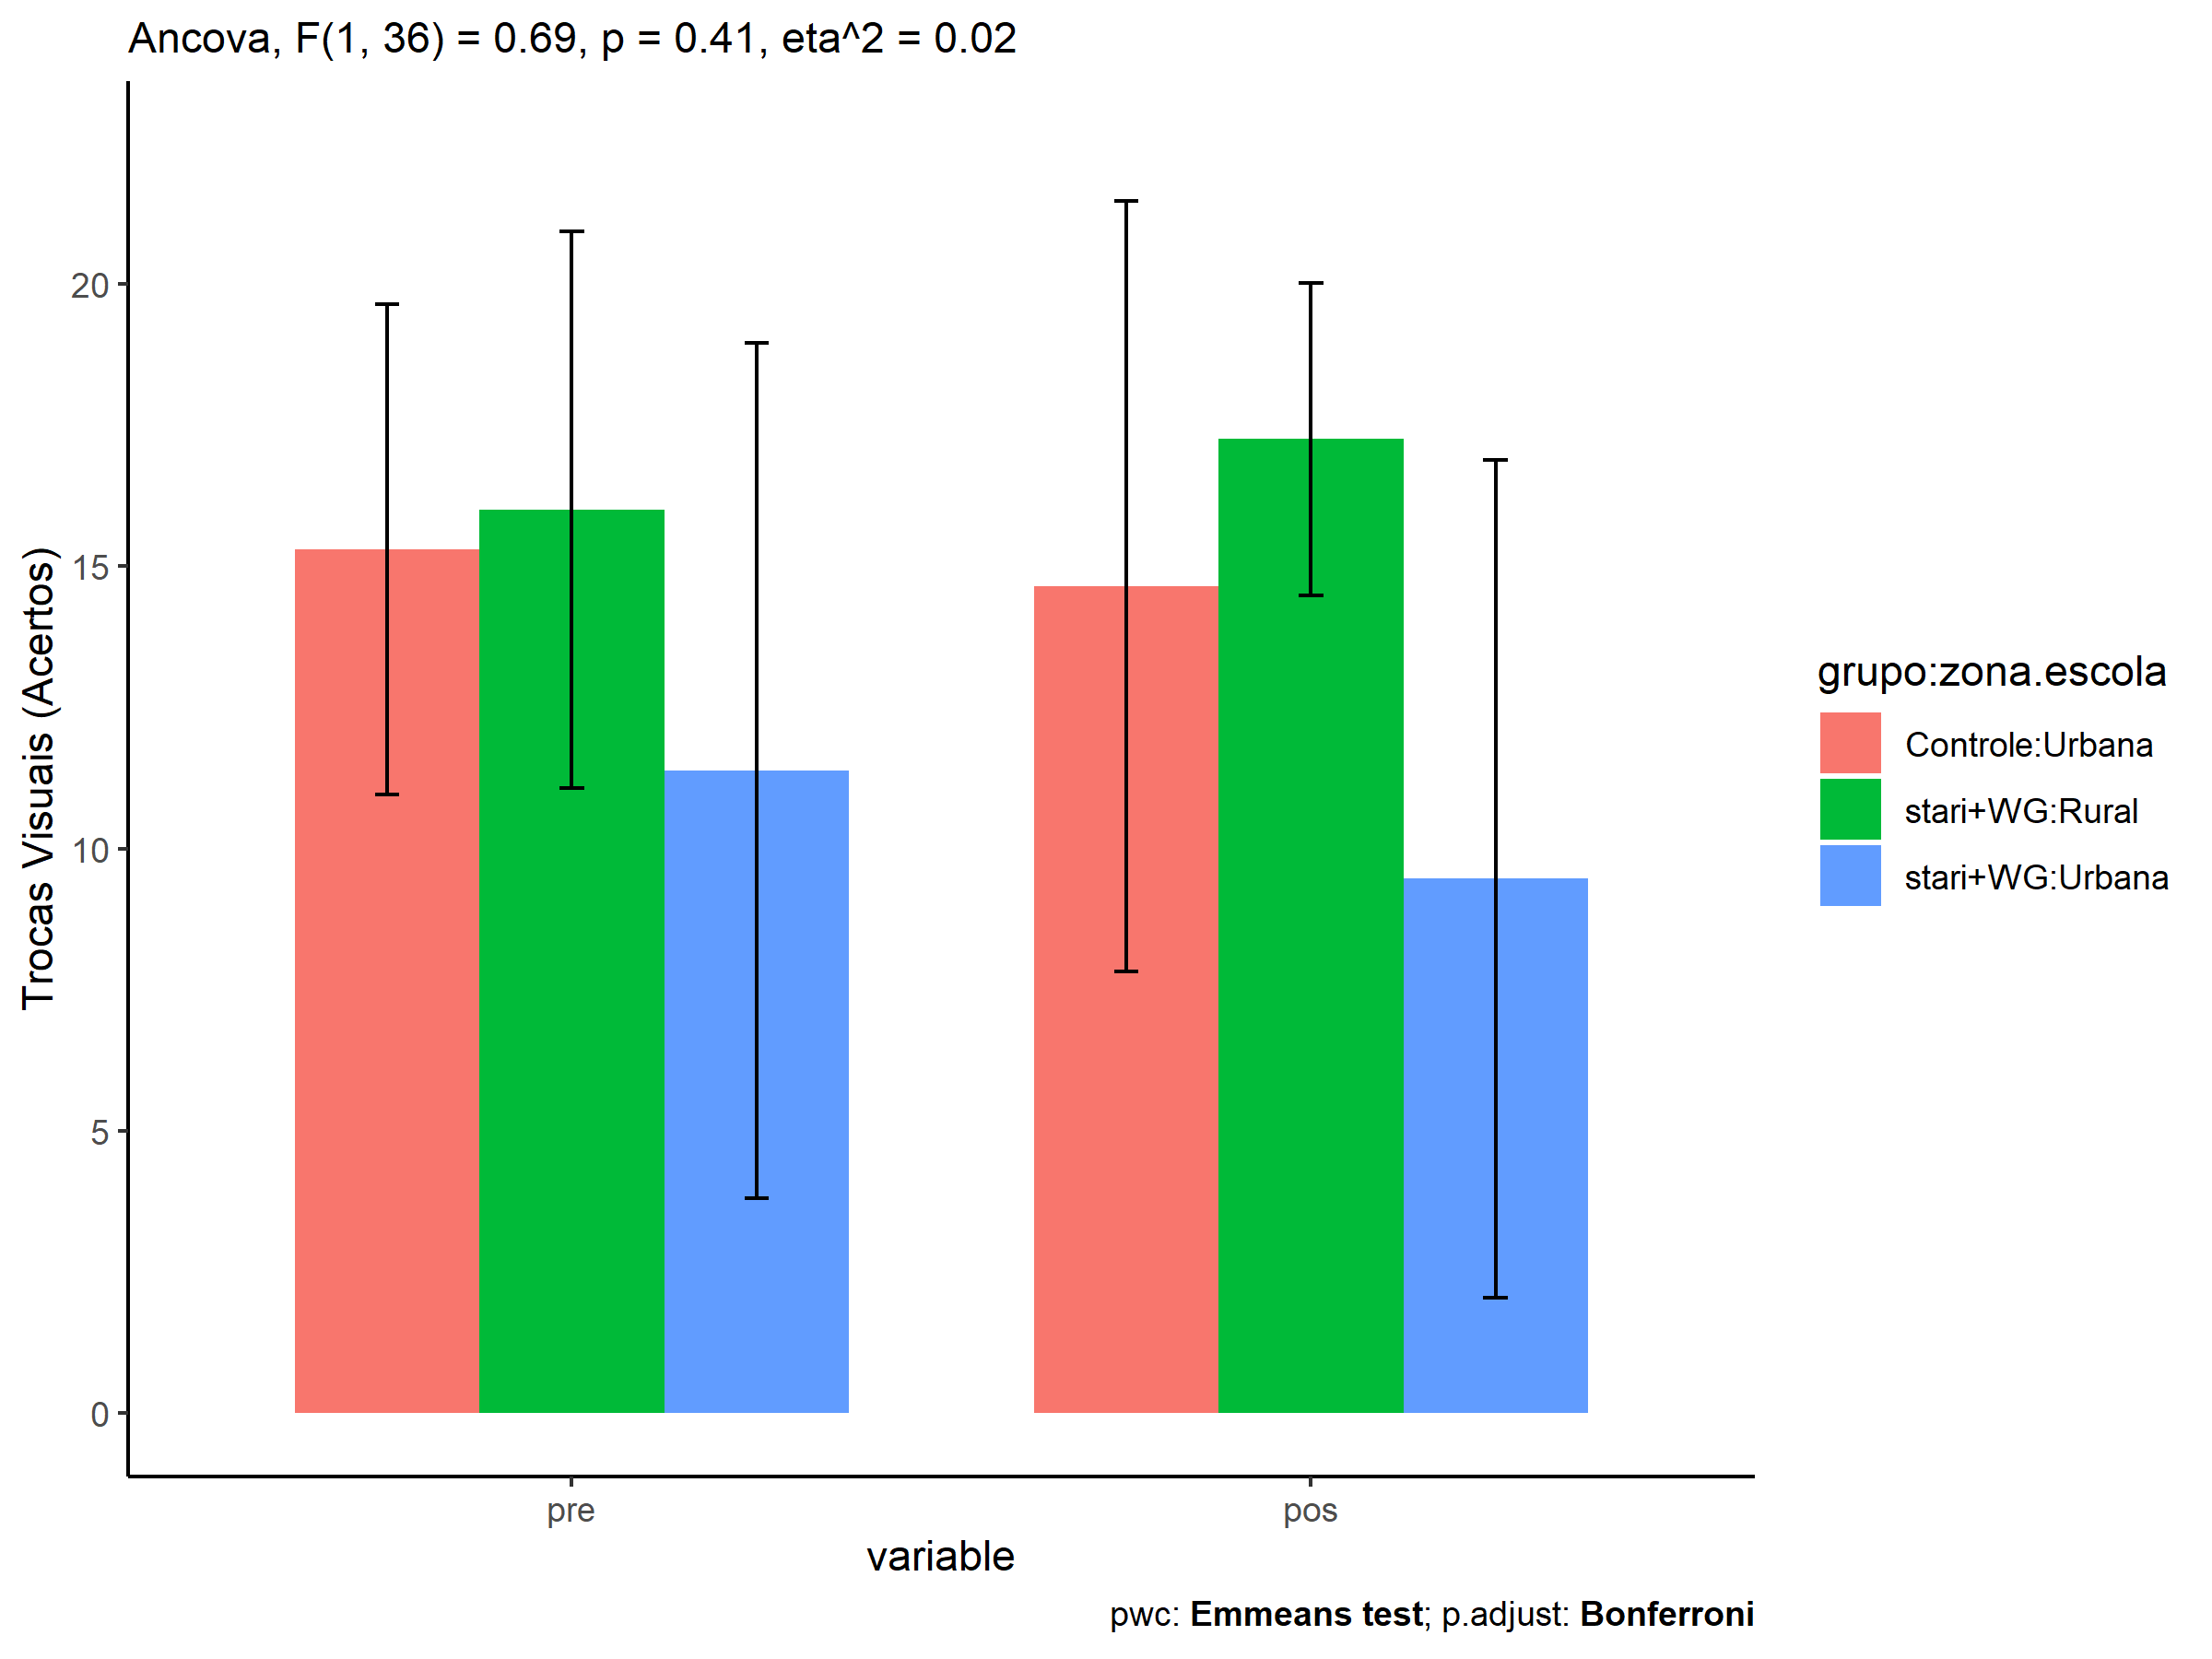 Ancova, F(1, 36) = 0.69, p = 0.41, eta^2 = 0.02
Trocas Visuais (Acertos)
20
15
10
5
0
pre
pos
variable
grupo:zona.escola
Controle:Urbana
stari+WG:Rural
stari+WG:Urbana
pwc: Emmeans test; p.adjust: Bonferroni